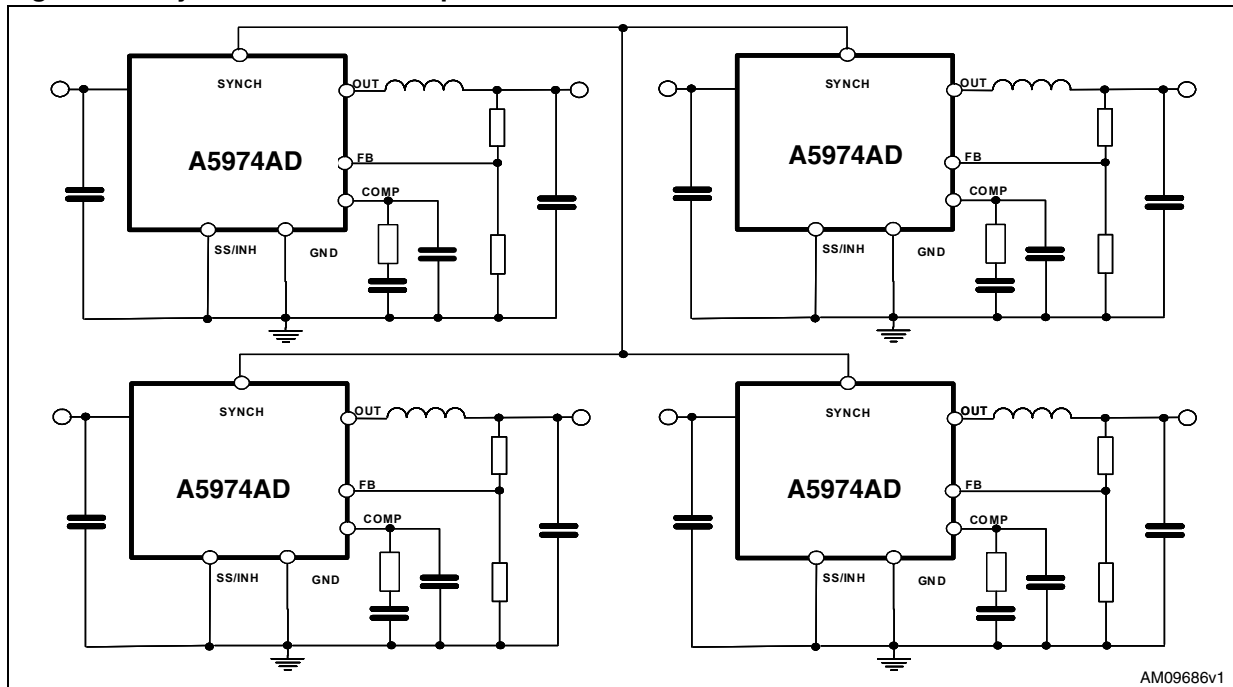 SYNCH
OUT
A5974AD
FB
COMP
SS/INH
GND
SYNCH
OUT
A5974AD
FB
COMP
SS/INH
GND
SYNCH
OUT
A5974AD
FB
COMP
SS/INH
GND
SYNCH
OUT
A5974AD
FB
COMP
SS/INH
GND
AM09686v1